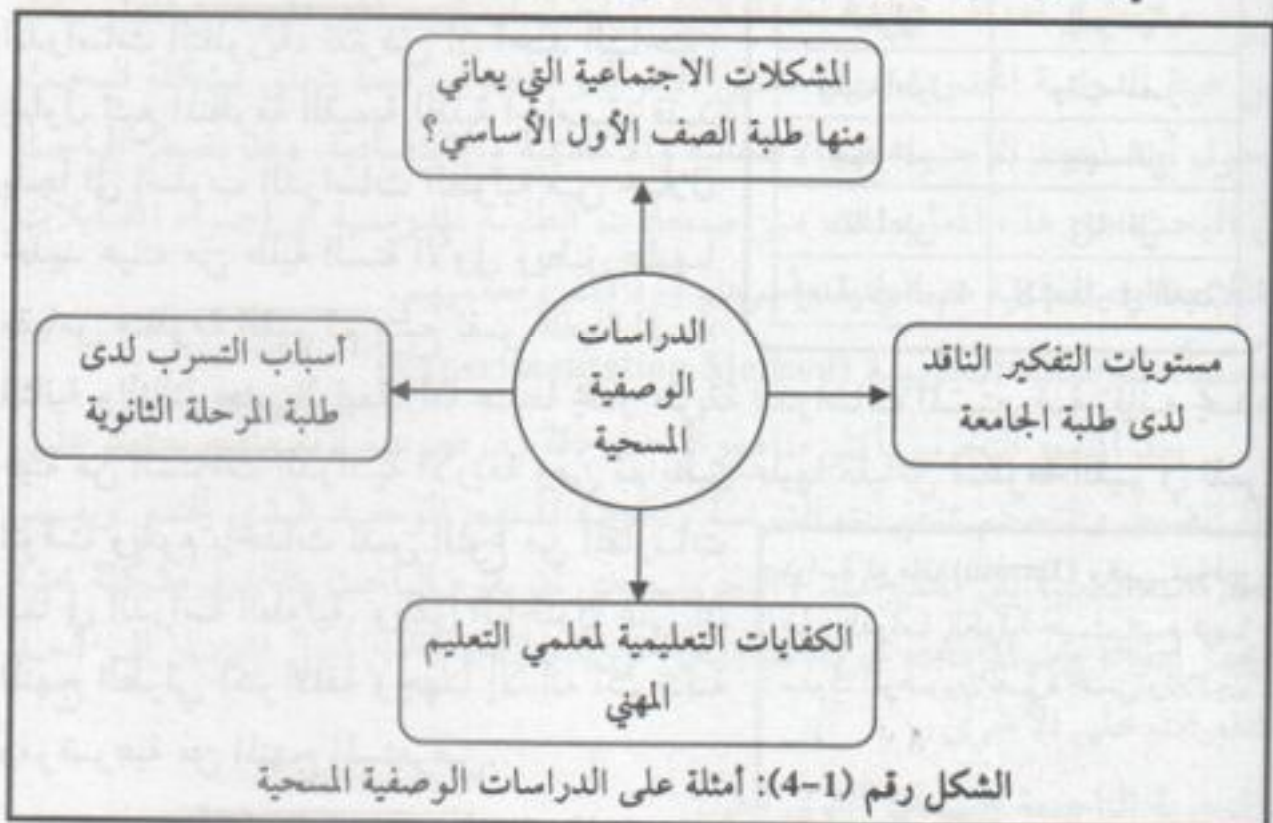 المشكلات الاجتماعية التي يعاني
منها طلبة الصف الأول الأساسي؟
الدراسات
الوصفية
المسحية
مستويات التفكير الناقد
لدى طلبة الجامعة
أسباب التسرب لدى
طلبة المرحلة الثانوية
الكفايات التعليمية لمعلمي التعليم
المهني
الشكل رقم (1-4): أمثلة على الدراسات الوصفية المسحية